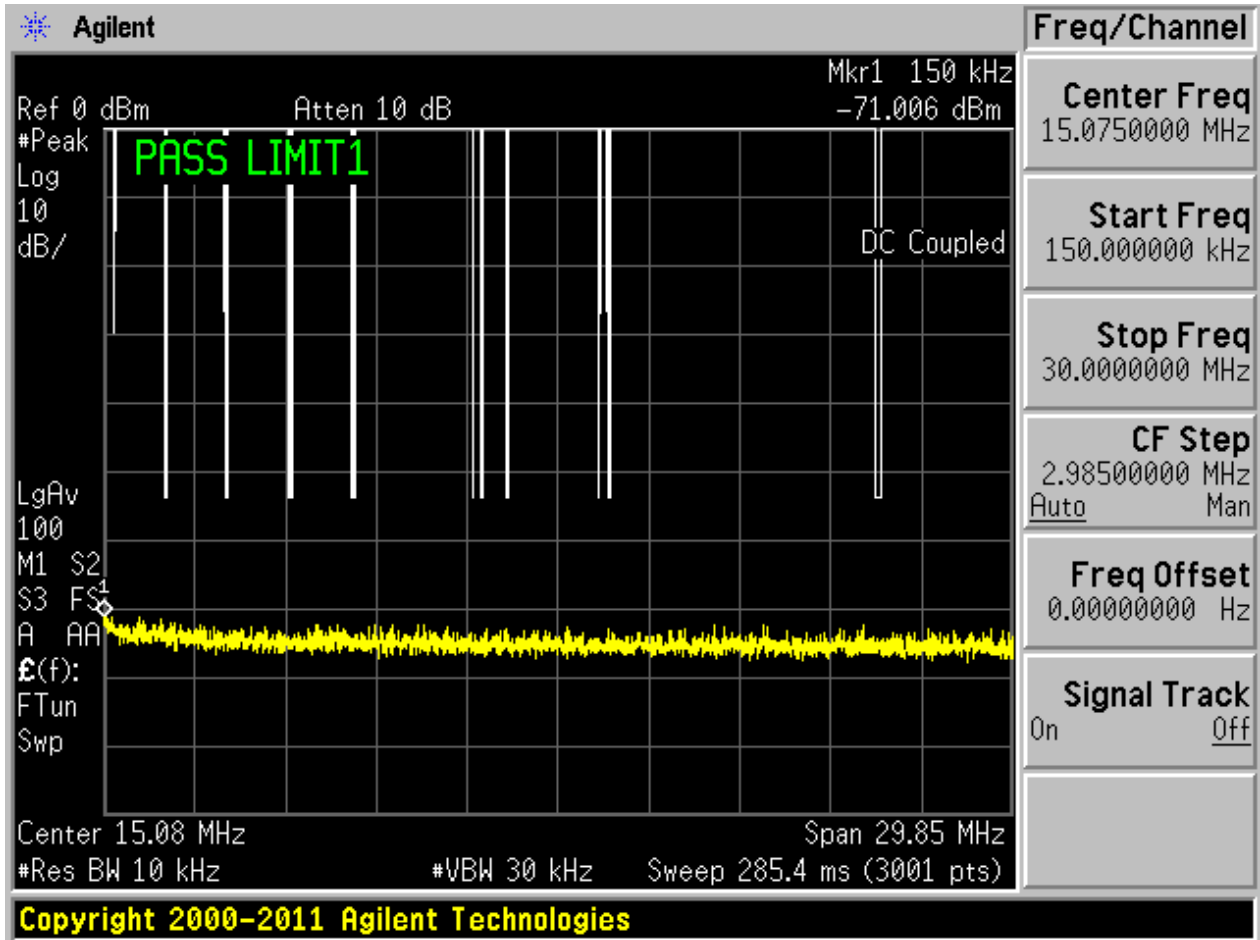 Agilent
Freq/Channel
Mkr1 150 kHz
Ref 0 dBm Atten 10 dB -71.006 dBm
#Peak
Log
10
dB/
PASS LIMIT1
DC Coupled
LgAv
100
M1 S2
S3 FS
1
A AA
£(f):
FTun
Swp
Center 15.08 MHz Span 29.85 MHz
#Res BW 10 kHz #VBW 30 kHz Sweep 285.4 ms (3001 pts)
Center Freq
15.0750000 MHz
Start Freq
150.000000 kHz
Stop Freq
30.0000000 MHz
CF Step
2.98500000 MHz
Auto Man
Freq Offset
0.00000000 Hz
Signal Track
On Off
Copyright 2000-2011 Agilent Technologies